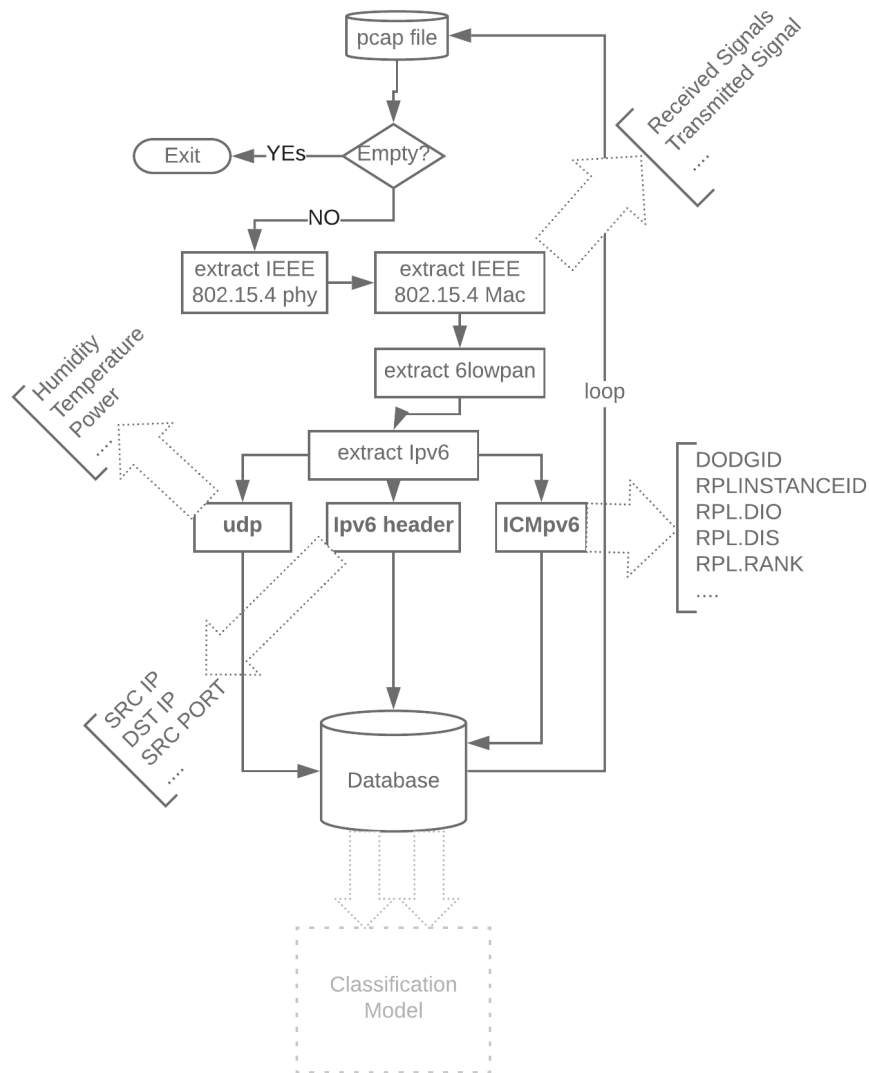 pcap file
Received Signals
Transmitted Signal
....
Empty?
YEs
Exit
NO
extract IEEE
802.15.4 phy
extract IEEE
802.15.4 Mac
extract 6lowpan
loop
Humidity
Temperature
Power
....
extract Ipv6
udp
Ipv6 header
ICMpv6
DODGID
RPLINSTANCEID
RPL.DIO
RPL.DIS
RPL.RANK
....
SRC IP
DST IP
SRC PORT
....
Database
Classification
Model